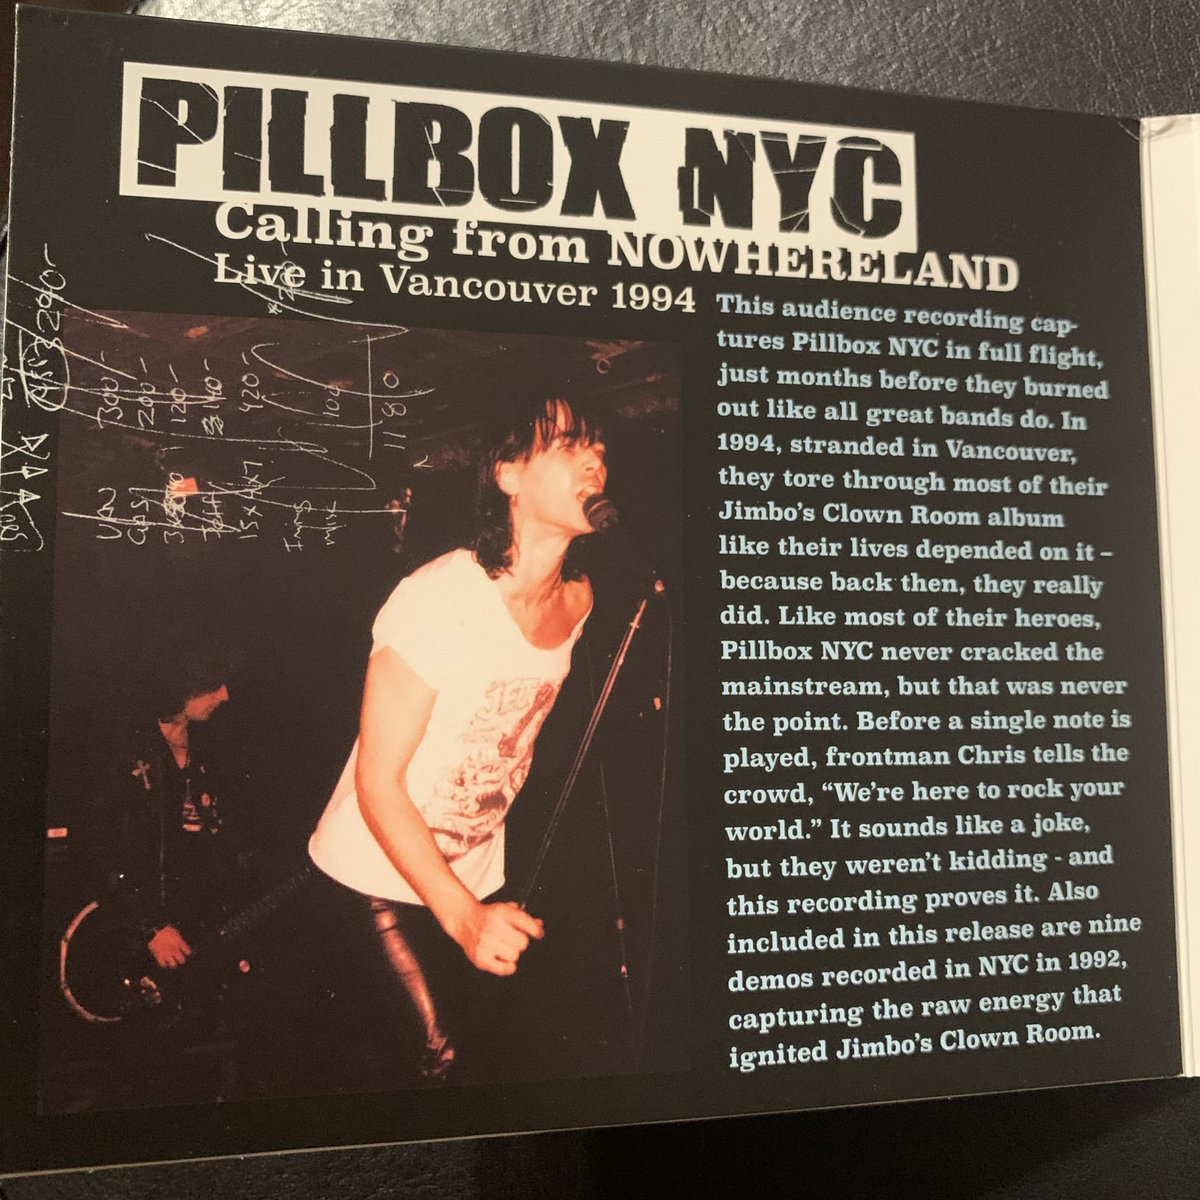 PILLBOX NYC
Calling from NOWHERELAND
Live in Vancouver 1994
This audience recording cap-
tures Pillbox NYC in full flight,
just months before they burned
out like all great bands do. In
1994, stranded in Vancouver,
they tore through most of their
Jimbo's Clown Room album
like their lives depended on it –
because back then, they really
did. Like most of their heroes,
Pillbox NYC never cracked the
mainstream, but that was never
the point. Before a single note is
played, frontman Chris tells the
crowd, “We're here to rock your
world.” It sounds like a joke,
but they weren't kidding - and
this recording proves it. Also
included in this release are nine
demos recorded in NYC in 1992,
capturing the raw energy that
ignited Jimbo's Clown Room.
300-
200-
120-
420-
1180